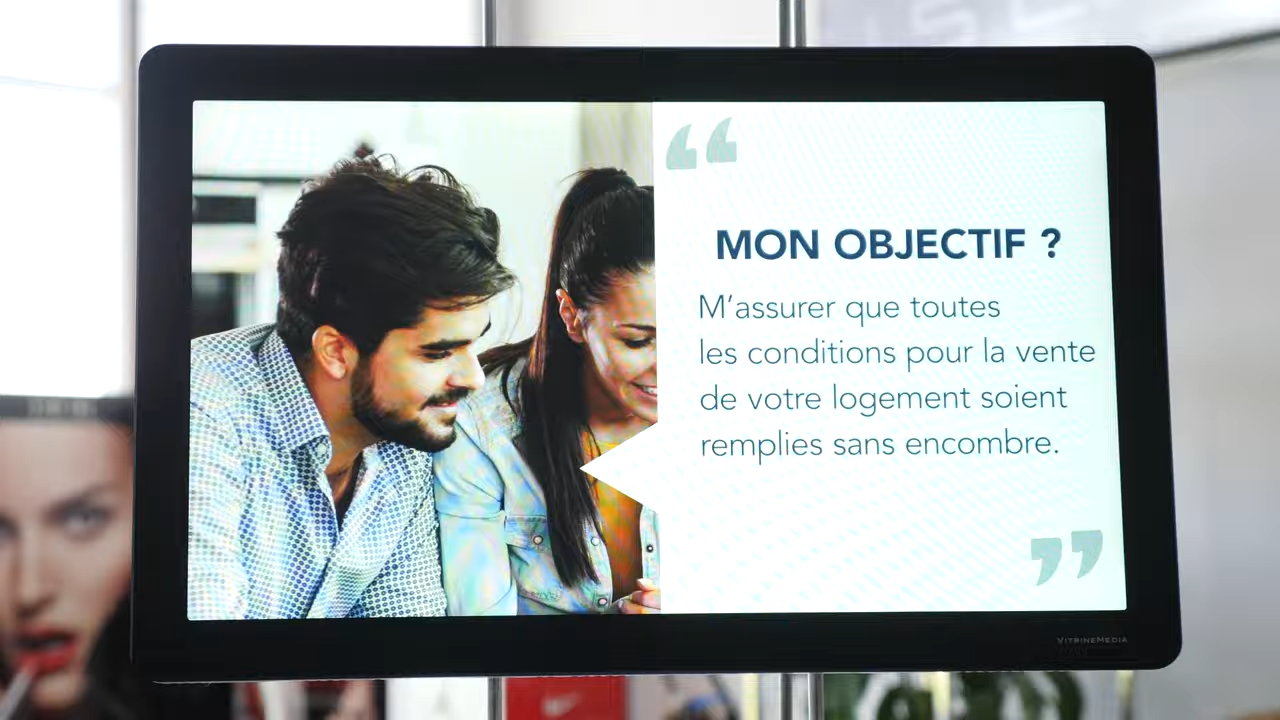 “
MON OBJECTIF ?
M’assurer que toutes
les conditions pour la vente
de votre logement soient
remplies sans encombre.
”
VITRINEMEDIA